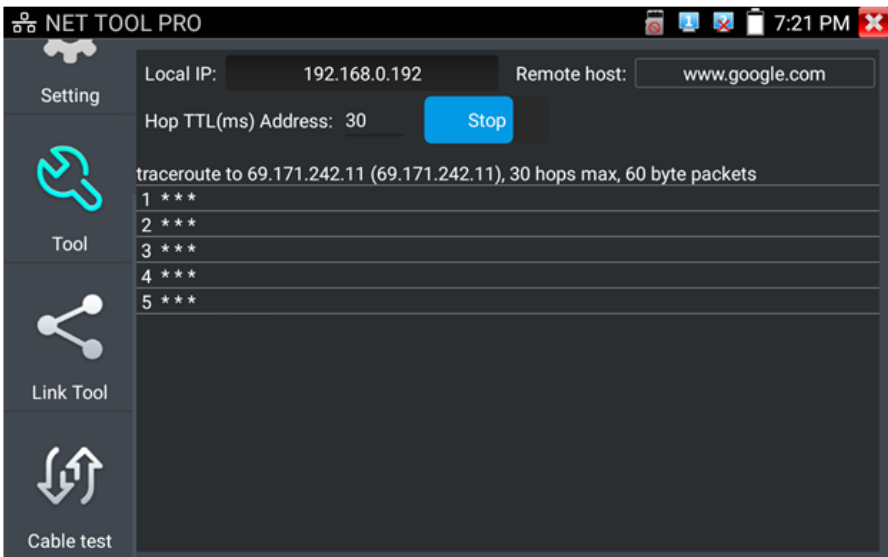 NET TOOL PRO 1 2 7:21 PM
Setting
Tool
Link Tool
Cable test
Local IP: 192.168.0.192 Remote host: www.google.com
Hop TTL(ms) Address: 30 Stop
traceroute to 69.171.242.11 (69.171.242.11), 30 hops max, 60 byte packets
1 * * *
2 * * *
3 * * *
4 * * *
5 * * *